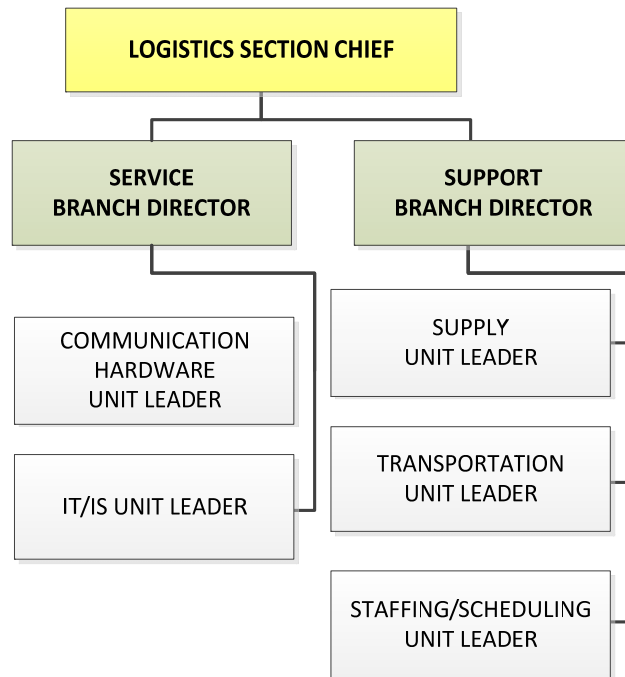 LOGISTICS SECTION CHIEF
SERVICE
BRANCH DIRECTOR
SUPPORT
BRANCH DIRECTOR
COMMUNICATION
HARDWARE
UNIT LEADER
IT/IS UNIT LEADER
SUPPLY
UNIT LEADER
TRANSPORTATION
UNIT LEADER
STAFFING/SCHEDULING
UNIT LEADER